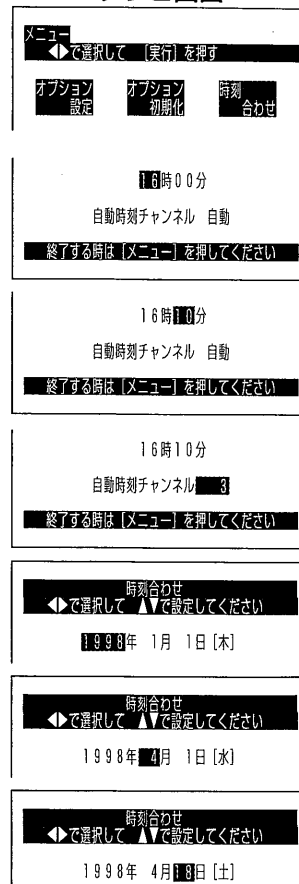 メニュー
◀▶で選択して [実行] を押す
オプション設定
オプション初期化
時刻合わせ
16時00分
自動時刻チャンネル 自動
終了する時は [メニュー] を押してください
16時10分
自動時刻チャンネル 自動
終了する時は [メニュー] を押してください
16時10分
自動時刻チャンネル 3
終了する時は [メニュー] を押してください
時刻合わせ
◀▶で選択して ▲▼で設定してください
1998年 1月 1日 [木]
時刻合わせ
◀▶で選択して ▲▼で設定してください
1998年 4月 1日 [水]
時刻合わせ
◀▶で選択して ▲▼で設定してください
1998年 4月18日 [土]